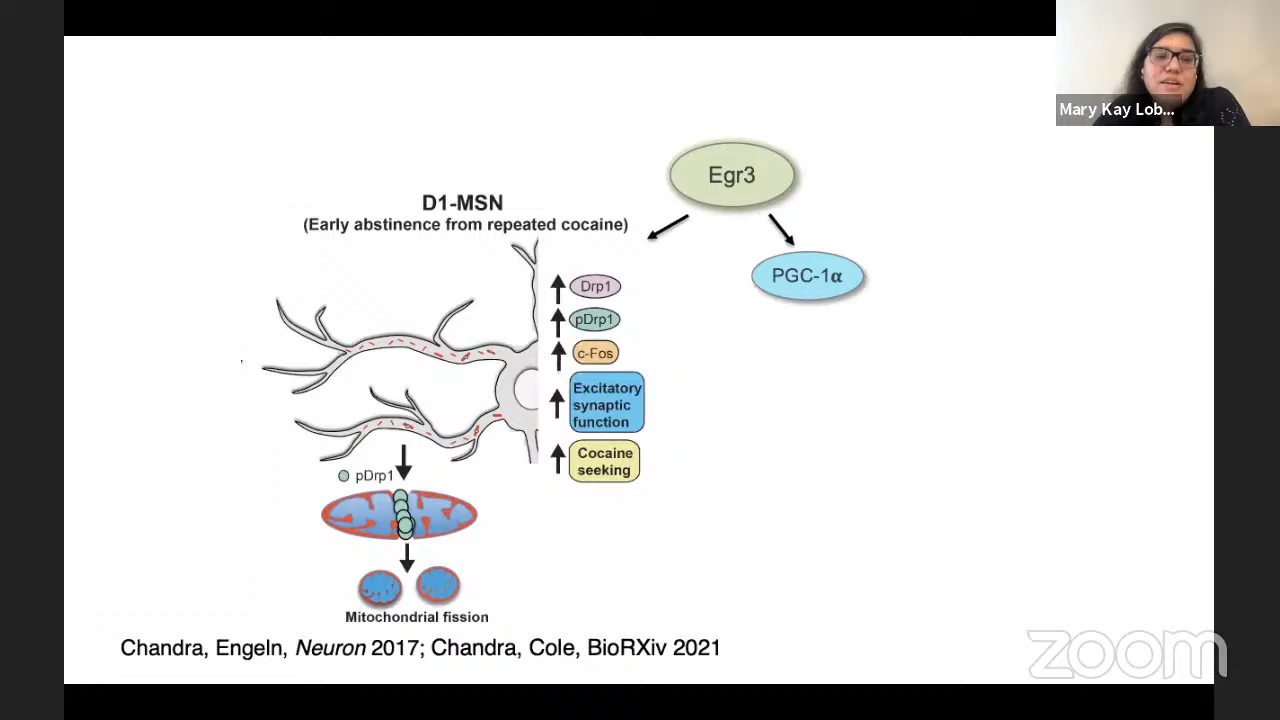 Mary Kay Lob...
Egr3
D1-MSN
(Early abstinence from repeated cocaine)
PGC-1α
Drp1
pDrp1
c-Fos
Excitatory
synaptic
function
Cocaine
seeking
pDrp1
Mitochondrial fission
Chandra, Engeln, Neuron 2017; Chandra, Cole, BioRXiv 2021
zoom